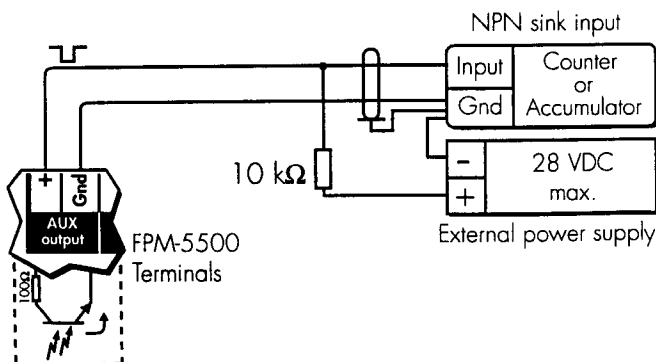 NPN sink input
Input
Gnd
Counter
or
Accumulator
10 kΩ
-
+
28 VDC
max.
External power supply
+
Gnd
AUX
output
FPM-5500
Terminals
100Ω